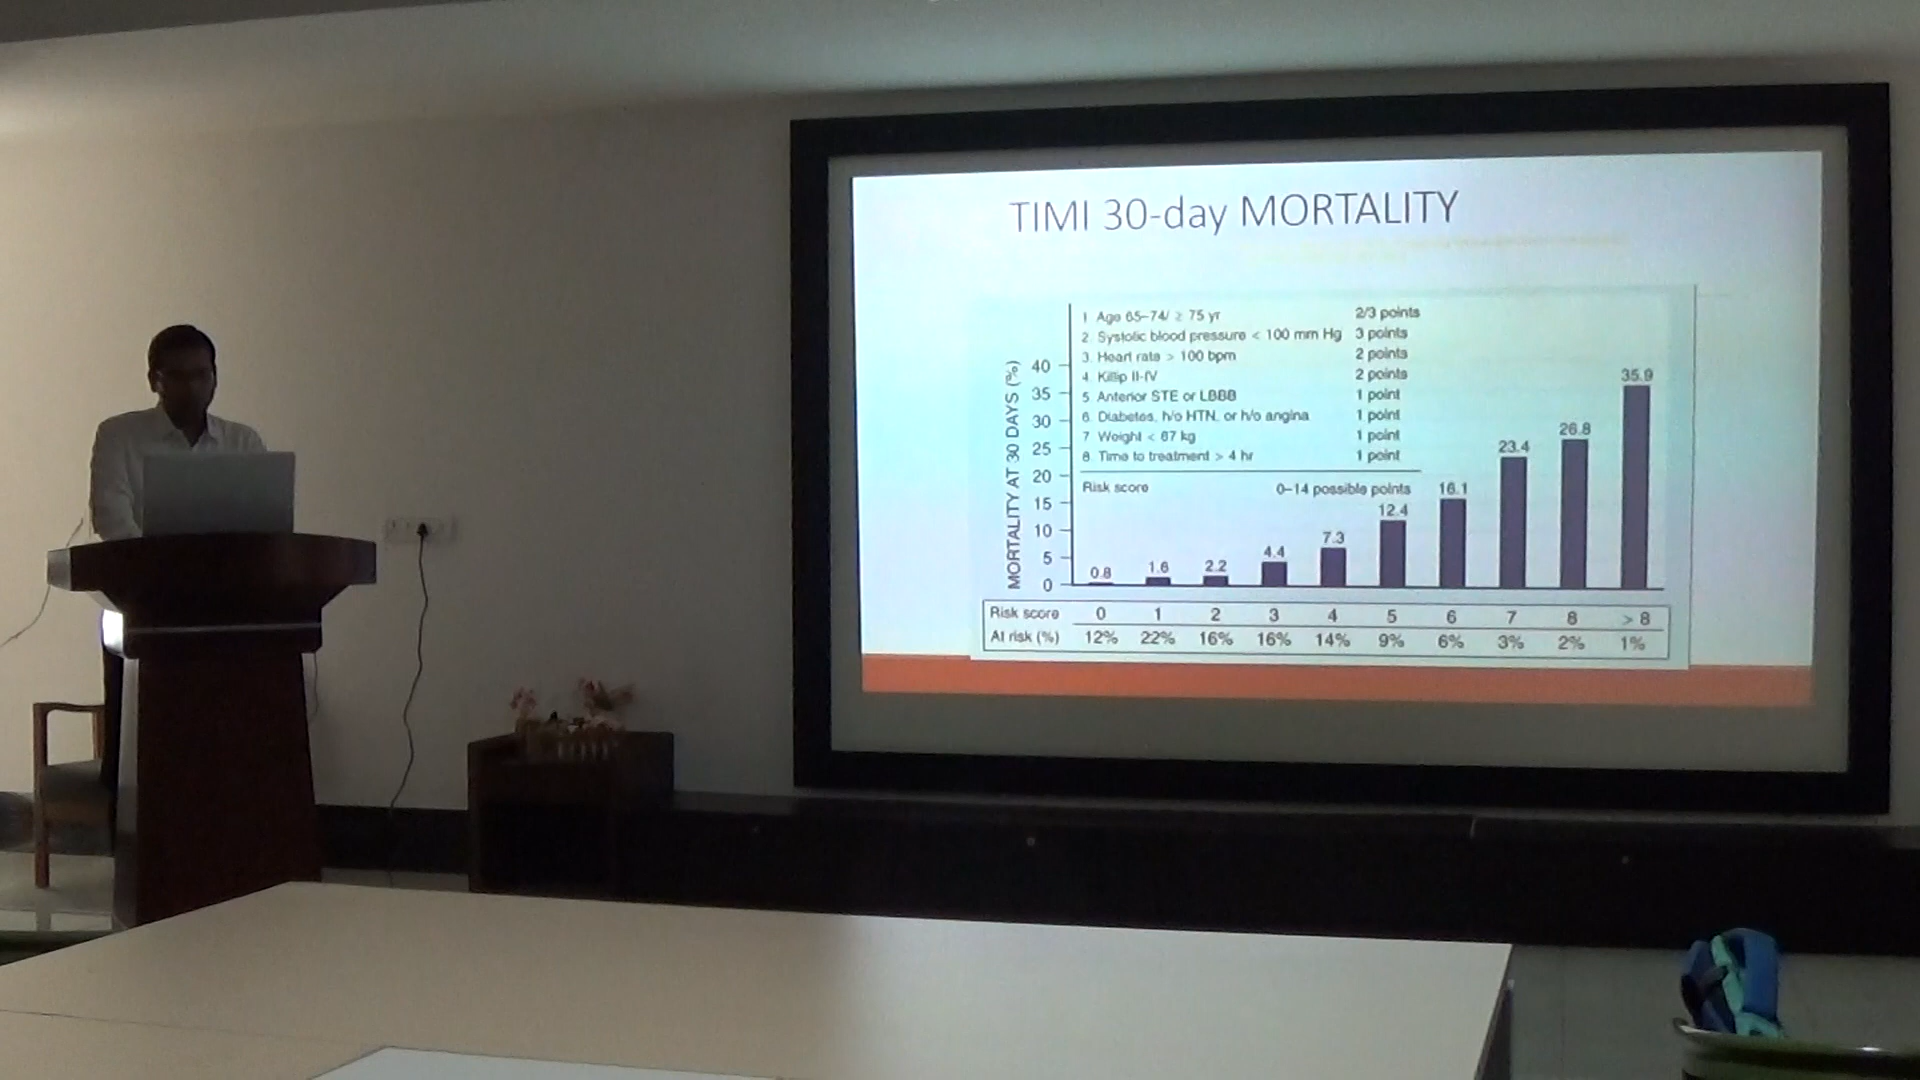 TIMI 30-day MORTALITY
1 Age 65–74/ ≥ 75 yr 2/3 points
2. Systolic blood pressure < 100 mm Hg 3 points
3. Heart rate > 100 bpm 2 points
4 Killip II-IV 2 points
5 Anterior STE or LBBB 1 point
6. Diabetes, h/o HTN, or h/o angina 1 point
7 Weight < 67 kg 1 point
8. Time to treatment > 4 hr 1 point
Risk score 0–14 possible points
MORTALITY AT 30 DAYS (%)
40
35
30
25
20
15
10
5
0
0.8 1.6 2.2 4.4 7.3 12.4 16.1 23.4 26.8 35.9
Risk score 0 1 2 3 4 5 6 7 8 > 8
At risk (%) 12% 22% 16% 16% 14% 9% 6% 3% 2% 1%